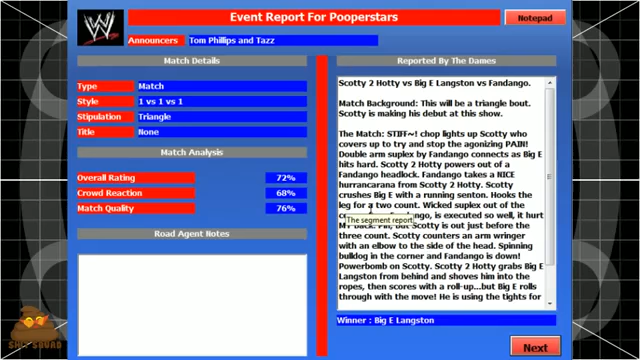 Event Report For Pooperstars
Notepad
Announcers
Tom Phillips and Tazz
Match Details
Type
Match
Style
1 vs 1 vs 1
Stipulation
Triangle
Title
None
Match Analysis
Overall Rating
72%
Crowd Reaction
68%
Match Quality
76%
Road Agent Notes
Reported By The Dames
Scotty 2 Hotty vs Big E Langston vs Fandango.
Match Background: This will be a triangle bout.
Scotty is making his debut at this show.
The Match: STIFF~! chop lights up Scotty who
covers up to try and stop the agonizing PAIN!
Double arm suplex by Fandango connects as Big E
hits hard. Scotty 2 Hotty powers out of a
Fandango headlock. Fandango takes a NICE
hurrancarana from Scotty 2 Hotty. Scotty
crushes Big E with a running senton. Hooks the
leg for a two count. Wicked suplex out of the
is executed so well, it hurt
The segment report
but Scotty is out just before the
three count. Scotty counters an arm wringer
with an elbow to the side of the head. Spinning
bulldog in the corner and Fandango is down!
Powerbomb on Scotty. Scotty 2 Hotty grabs Big E
from behind and shoves him into the
ropes, then scores with a roll-up...but Big E rolls
through with the move! He is using the tights for
Winner : Big E Langston
Next
SHIT SQUAD